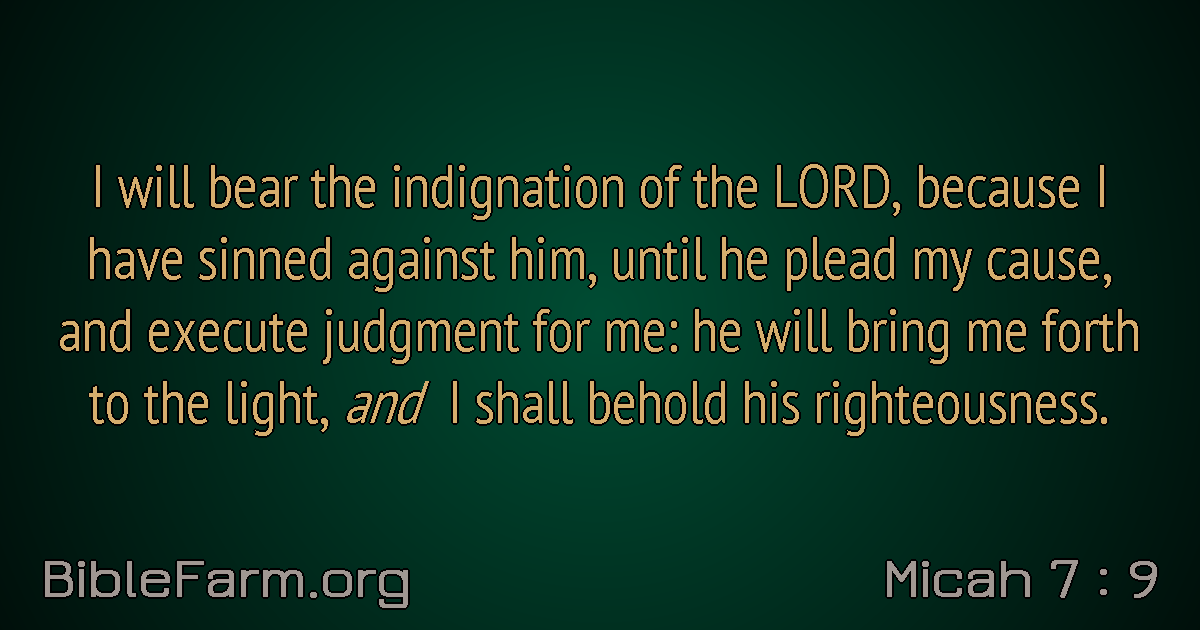 I will bear the indignation of the LORD, because I
have sinned against him, until he plead my cause,
and execute judgment for me: he will bring me forth
to the light, and I shall behold his righteousness.
BibleFarm.org
Micah 7 : 9